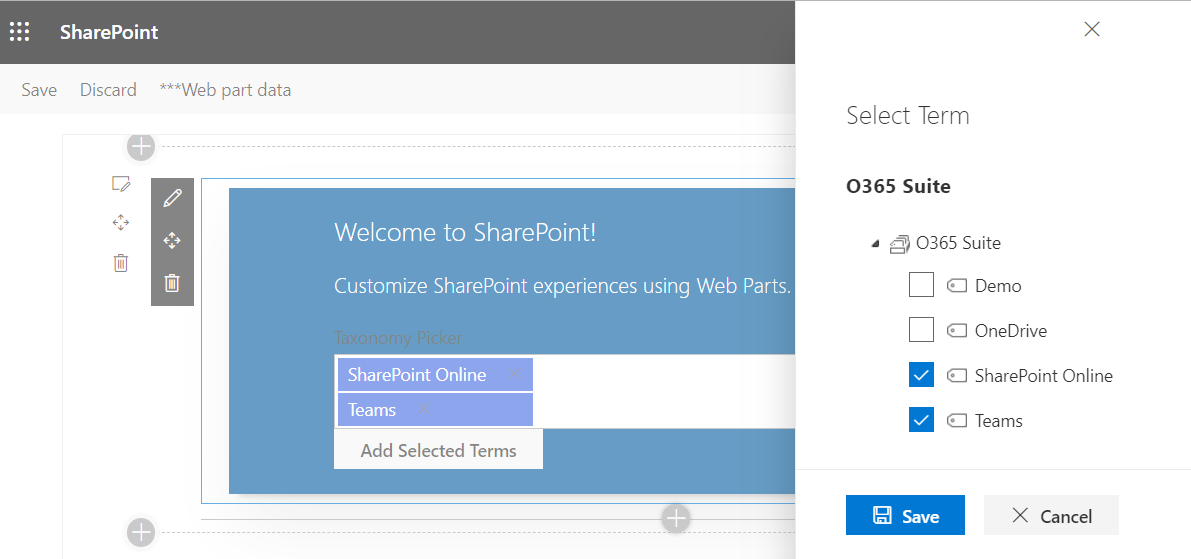 SharePoint
Save Discard ***Web part data
Welcome to SharePoint!
Customize SharePoint experiences using Web Parts.
Taxonomy Picker
SharePoint Online
Teams
Add Selected Terms
Select Term
O365 Suite
O365 Suite
Demo
OneDrive
SharePoint Online
Teams
Save Cancel